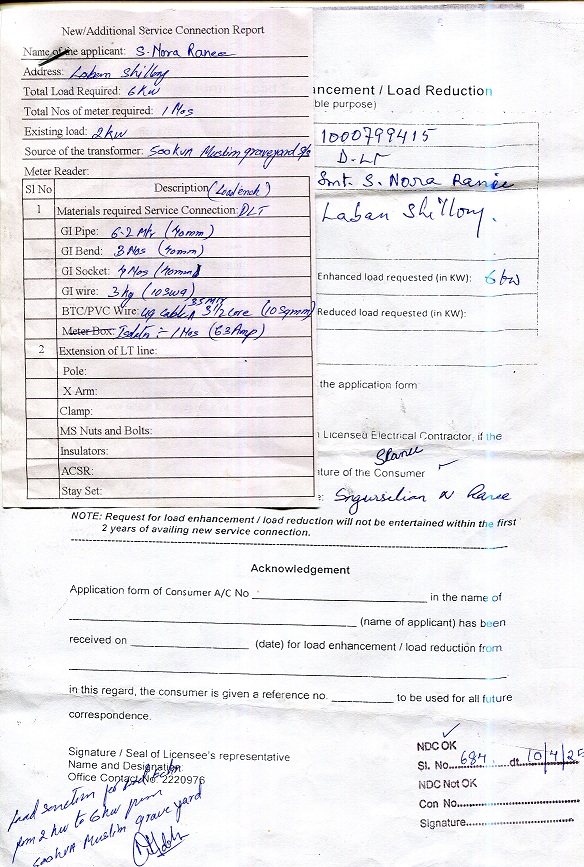 New/Additional Service Connection Report
Name of the applicant: S. Nora Ranee
Address: Laban Shillong
Total Load Required: 6 KW
Total Nos of meter required: 1 Nos
Existing load: 2 kw
Source of the transformer: Sookua Muslim graveyard s/s
Meter Reader:
Sl No Description (Load enh)
1 Materials required Service Connection: DLT
GI Pipe: 6.2 Mtr (40mm)
GI Bend: 3 Nos (40mm)
GI Socket: 4 Nos (40mm)
GI wire: 3 kg (10 swg)
35 Mtr
BTC/PVC Wire: ug cable 3 1/2 core (10 Sqmm)
Meter Box: := 1 Nos (63 Amp)
2 Extension of LT line:
Pole:
X Arm:
Clamp:
MS Nuts and Bolts:
Insulators:
ACSR:
Stay Set:
ncement / Load Reduction
ble purpose)
1000799415
D-LT
Smt. S. Nora Ranee
Laban Shillong.
Enhanced load requested (in KW): 6 kw
Reduced load requested (in KW):
the application form
Licensed Electrical Contractor, if the
SRanee
ture of the Consumer
: N Ranee
NOTE: Request for load enhancement / load reduction will not be entertained within the first
2 years of availing new service connection.
Acknowledgement
Application form of Consumer A/C No in the name of
(name of applicant) has been
received on (date) for load enhancement / load reduction from
in this regard, the consumer is given a reference no. to be used for all future
correspondence.
Signature / Seal of Licensee's representative
Name and Designation
Office Contact No 2220976
load sanction for
from 2 kw to 6 kw from
Sookua Muslim grave yard
NDC OK
Sl. No. 684 dt. 10/4/25
NDC Not OK
Con No.
Signature